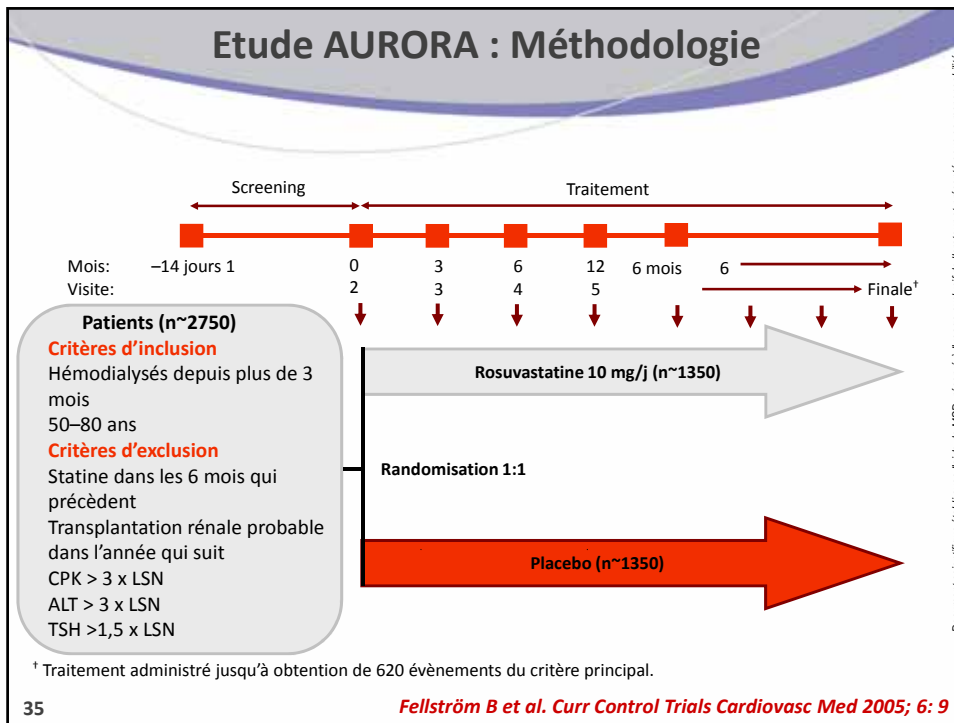 Etude AURORA : Méthodologie
Screening
Traitement
Mois: –14 jours 1 0 3 6 12 6 mois 6
Visite: 2 3 4 5 Finale†
Patients (n~2750)
Critères d'inclusion
Hémodialysés depuis plus de 3
mois
50–80 ans
Critères d'exclusion
Statine dans les 6 mois qui
précèdent
Transplantation rénale probable
dans l'année qui suit
CPK > 3 x LSN
ALT > 3 x LSN
TSH >1,5 x LSN
Rosuvastatine 10 mg/j (n~1350)
Randomisation 1:1
Placebo (n~1350)
† Traitement administré jusqu'à obtention de 620 évènements du critère principal.
35
Fellström B et al. Curr Control Trials Cardiovasc Med 2005; 6: 9